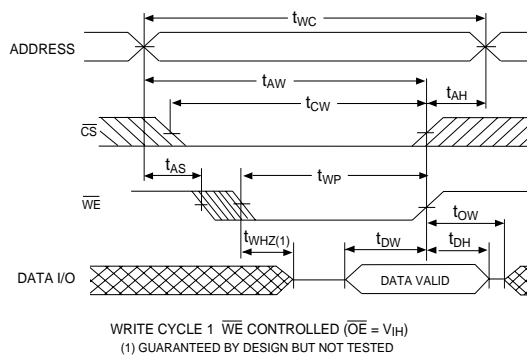 tWC
ADDRESS
tAW
tCW
tAH
CS
tAS
tWP
WE
tOW
tWHZ(1)
tDW
tDH
DATA I/O
DATA VALID
WRITE CYCLE 1 WE CONTROLLED (OE = VIH)
(1) GUARANTEED BY DESIGN BUT NOT TESTED